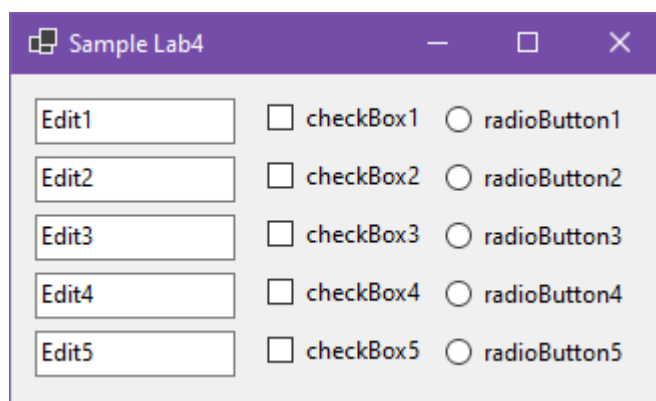 Sample Lab4
Edit1 checkBox1 radioButton1
Edit2 checkBox2 radioButton2
Edit3 checkBox3 radioButton3
Edit4 checkBox4 radioButton4
Edit5 checkBox5 radioButton5